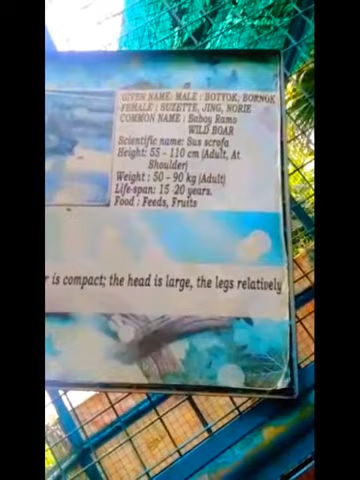 GIVEN NAME: MALE : BOTYOK, BORNOK
FEMALE : SUZETTE, JING, NORIE
COMMON NAME : Baboy Ramo
WILD BOAR
Scientific name: Sus scrofa
Height: 55 - 110 cm (Adult, At
Shoulder)
Weight : 50 - 90 kg (Adult)
Life-span: 15 -20 years.
Food : Feeds, Fruits
is compact; the head is large, the legs relatively